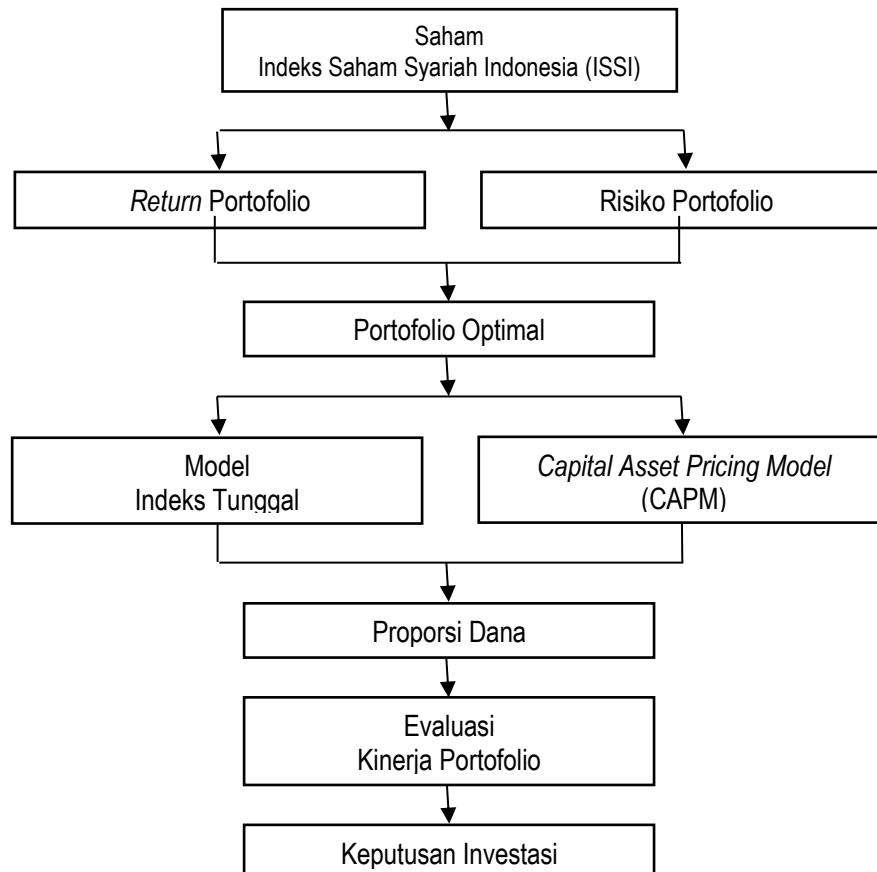 Saham
Indeks Saham Syariah Indonesia (ISSI)
Return Portofolio
Risiko Portofolio
Portofolio Optimal
Model
Indeks Tunggal
Capital Asset Pricing Model
(CAPM)
Proporsi Dana
Evaluasi
Kinerja Portofolio
Keputusan Investasi